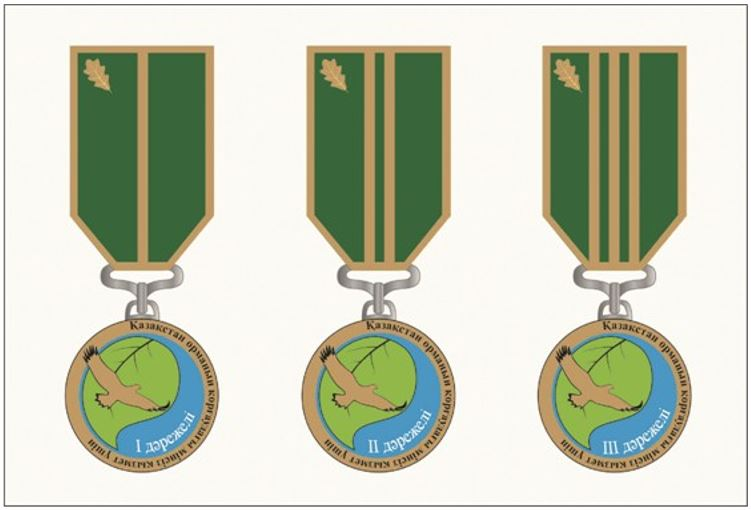 Қазақстан орманын қорғаудағы мінсіз қызмет үшін
I дәрежелі
Қазақстан орманын қорғаудағы мінсіз қызмет үшін
II дәрежелі
Қазақстан орманын қорғаудағы мінсіз қызмет үшін
III дәрежелі